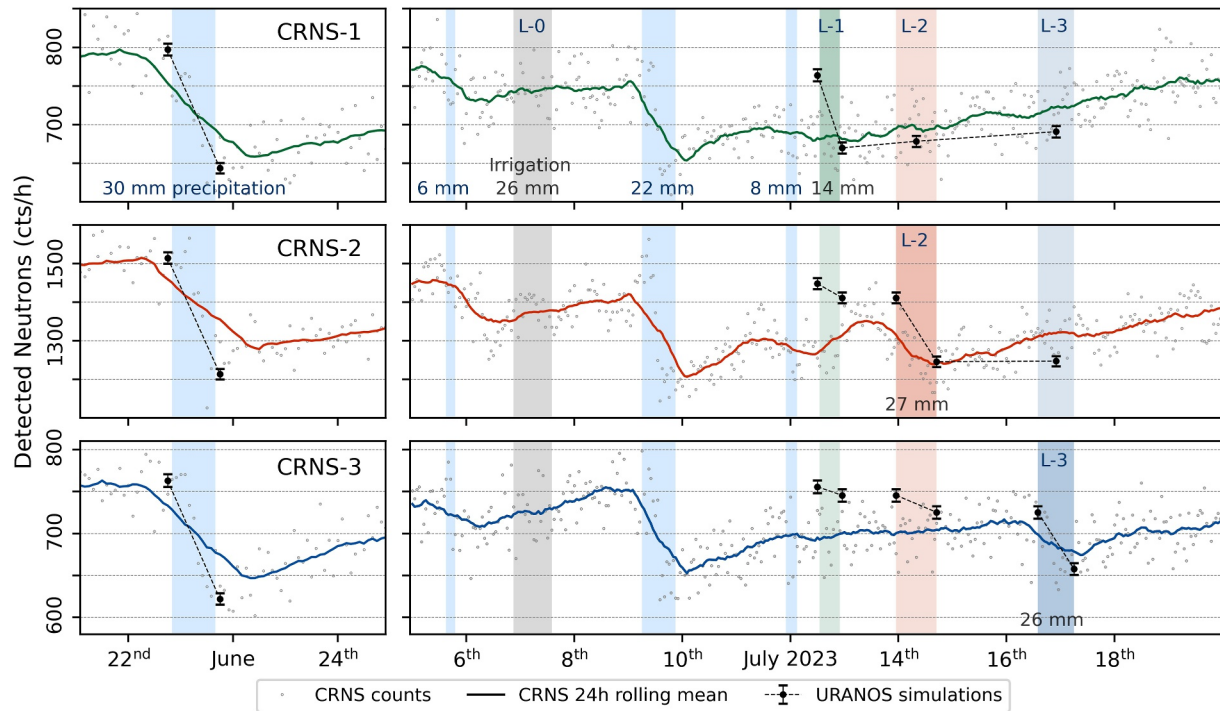 CRNS-1
L-0
L-1
L-2
L-3
800
700
Irrigation
30 mm precipitation
6 mm
26 mm
22 mm
8 mm
14 mm
Detected Neutrons (cts/h)
CRNS-2
L-2
1500
1300
27 mm
CRNS-3
L-3
800
700
600
26 mm
22nd
June
24th
6th
8th
10th
July 2023
14th
16th
18th
CRNS counts
CRNS 24h rolling mean
URANOS simulations